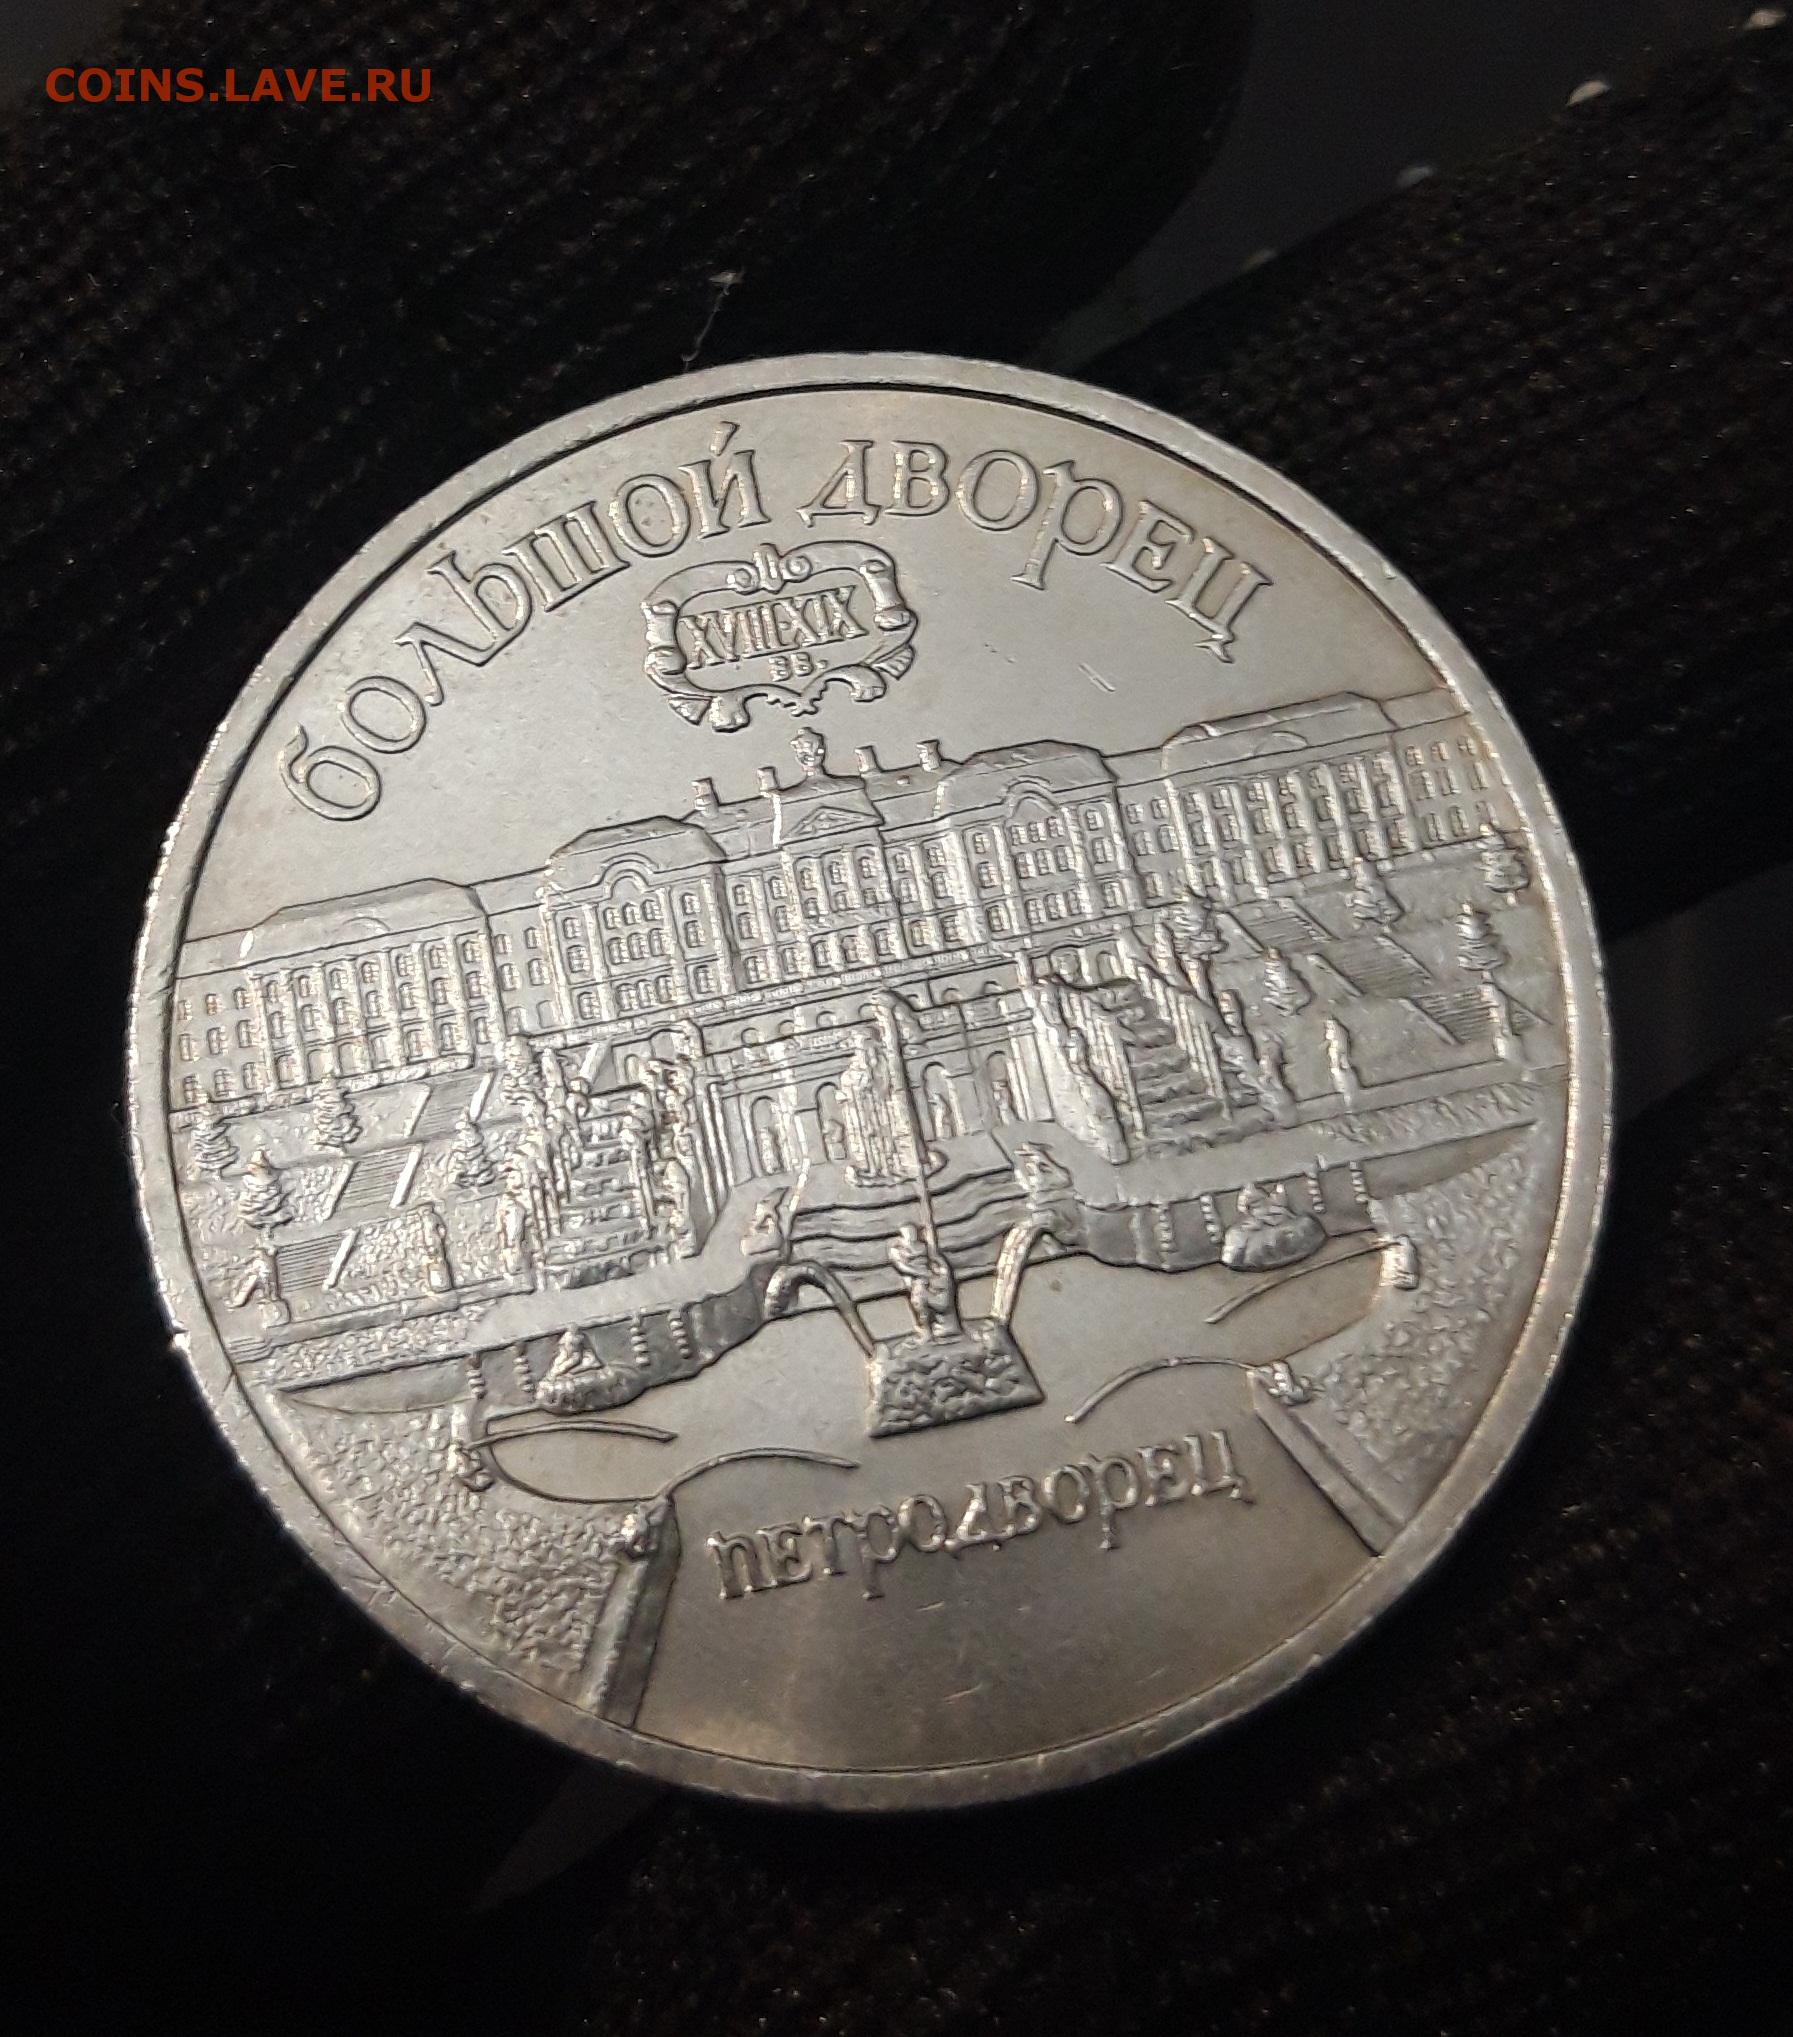 COINS.LAVE.RU
большой дворец
XVIII-XIX
вв.
петродворец